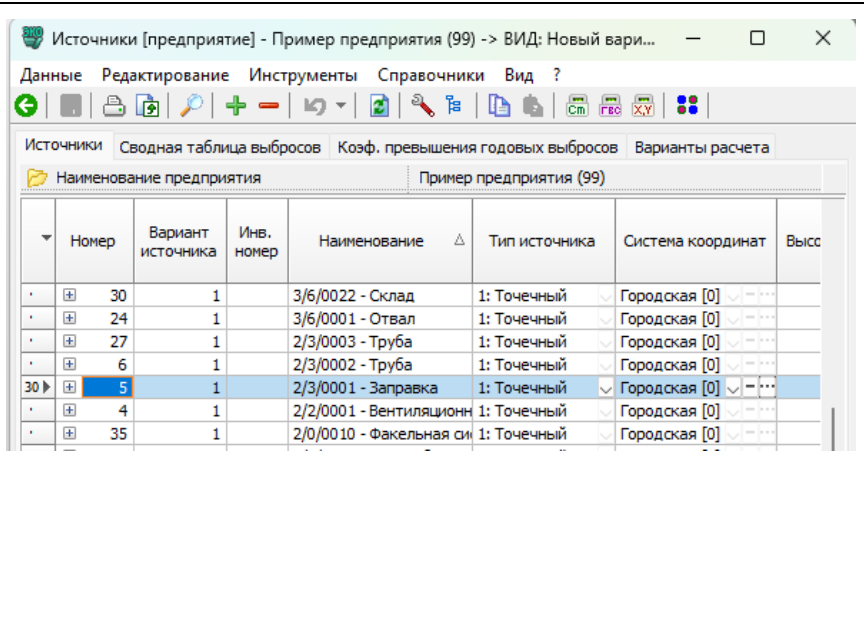 ЭКО Источники [предприятие] - Пример предприятия (99) -> ВИД: Новый вари...
Данные Редактирование Инструменты Справочники Вид ?
Cm ГВС X,Y
Источники Сводная таблица выбросов Коэф. превышения годовых выбросов Варианты расчета
Наименование предприятия Пример предприятия (99)
Номер Вариант источника Инв. номер Наименование Тип источника Система координат Высо
30 1 3/6/0022 - Склад 1: Точечный Городская [0]
24 1 3/6/0001 - Отвал 1: Точечный Городская [0]
27 1 2/3/0003 - Труба 1: Точечный Городская [0]
6 1 2/3/0002 - Труба 1: Точечный Городская [0]
30 5 1 2/3/0001 - Заправка 1: Точечный Городская [0]
4 1 2/2/0001 - Вентиляционн 1: Точечный Городская [0]
35 1 2/0/0010 - Факельная си 1: Точечный Городская [0]